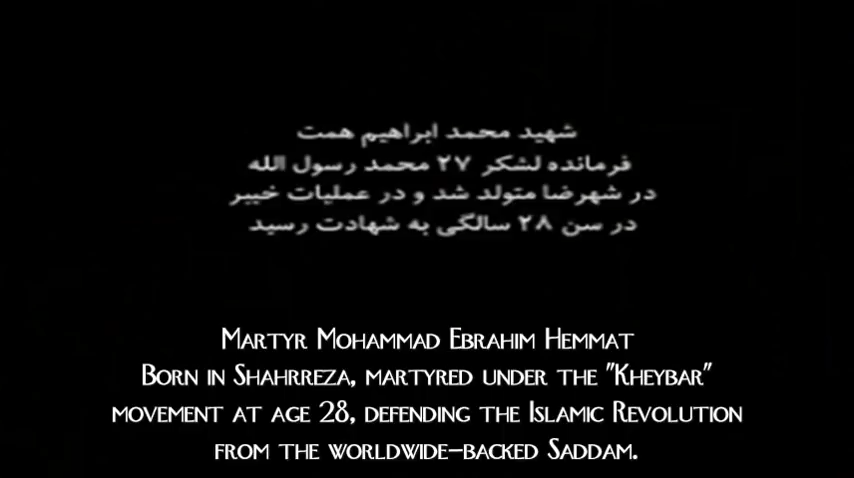 شهید محمد ابراهیم همت
فرمانده لشکر ۲۷ محمد رسول الله
در شهرضا متولد شد و در عملیات خیبر
در سن ۲۸ سالگی به شهادت رسید
Martyr Mohammad Ebrahim Hemmat
Born in Shahrreza, martyred under the "Kheybar"
movement at age 28, defending the Islamic Revolution
from the worldwide-backed Saddam.